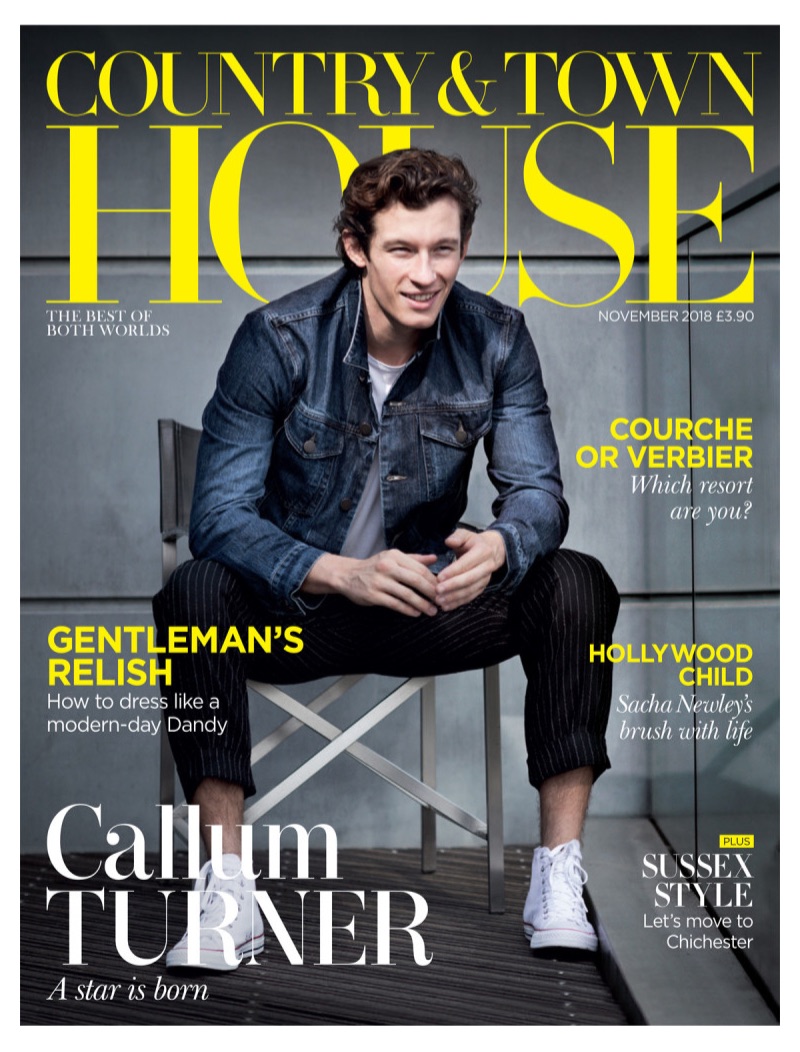 COUNTRY & TOWN
HOUSE
THE BEST OF
BOTH WORLDS
NOVEMBER 2018 £3.90
COURCHE
OR VERBIER
Which resort
are you?
GENTLEMAN'S
RELISH
How to dress like a
modern-day Dandy
HOLLYWOOD
CHILD
Sacha Newley's
brush with life
Callum
TURNER
A star is born
PLUS
SUSSEX
STYLE
Let's move to
Chichester